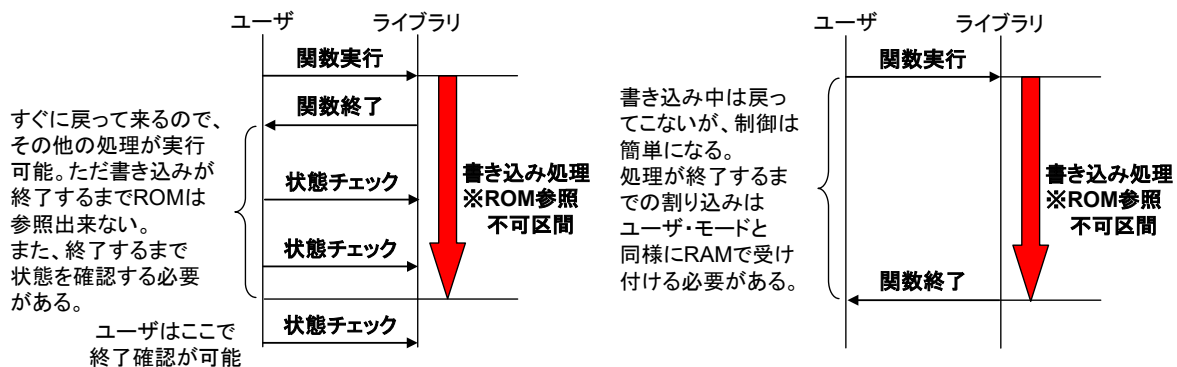 ユーザ
ライブラリ
関数実行
関数終了
すぐに戻って来るので、
その他の処理が実行
可能。ただ書き込みが
終了するまでROMは
参照出来ない。
また、終了するまで
状態を確認する必要
がある。
状態チェック
状態チェック
書き込み処理
※ROM参照
不可区間
状態チェック
ユーザはここで
終了確認が可能
ユーザ
ライブラリ
関数実行
書き込み中は戻っ
てこないが、制御は
簡単になる。
処理が終了するま
での割り込みは
ユーザ・モードと
同様にRAMで受け
付ける必要がある。
書き込み処理
※ROM参照
不可区間
関数終了